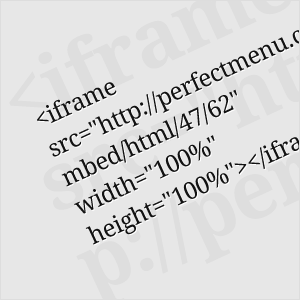 <iframe
src="http://perfectmenu.c
mbed/html/47/62"
width="100%"
height="100%"></ifra